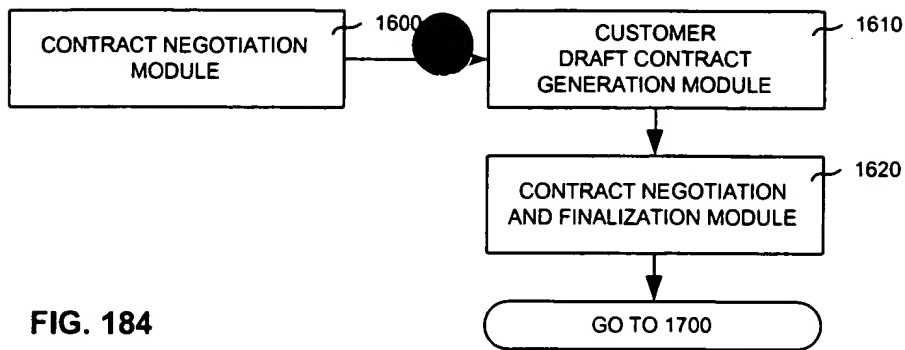 CONTRACT NEGOTIATION
MODULE
1600
CUSTOMER
DRAFT CONTRACT
GENERATION MODULE
1610
CONTRACT NEGOTIATION
AND FINALIZATION MODULE
1620
GO TO 1700
FIG. 184